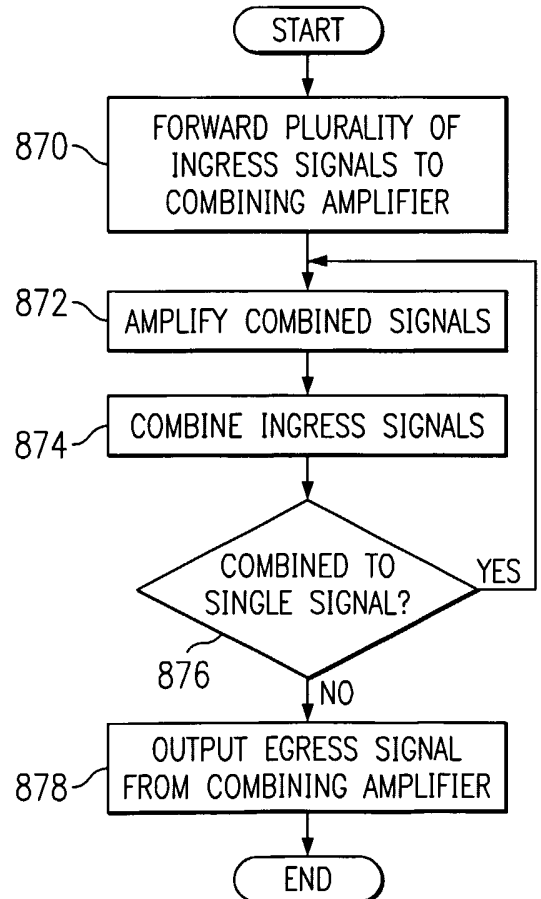 START
870
FORWARD PLURALITY OF
INGRESS SIGNALS TO
COMBINING AMPLIFIER
872
AMPLIFY COMBINED SIGNALS
874
COMBINE INGRESS SIGNALS
COMBINED TO
SINGLE SIGNAL?
YES
876
NO
878
OUTPUT EGRESS SIGNAL
FROM COMBINING AMPLIFIER
END